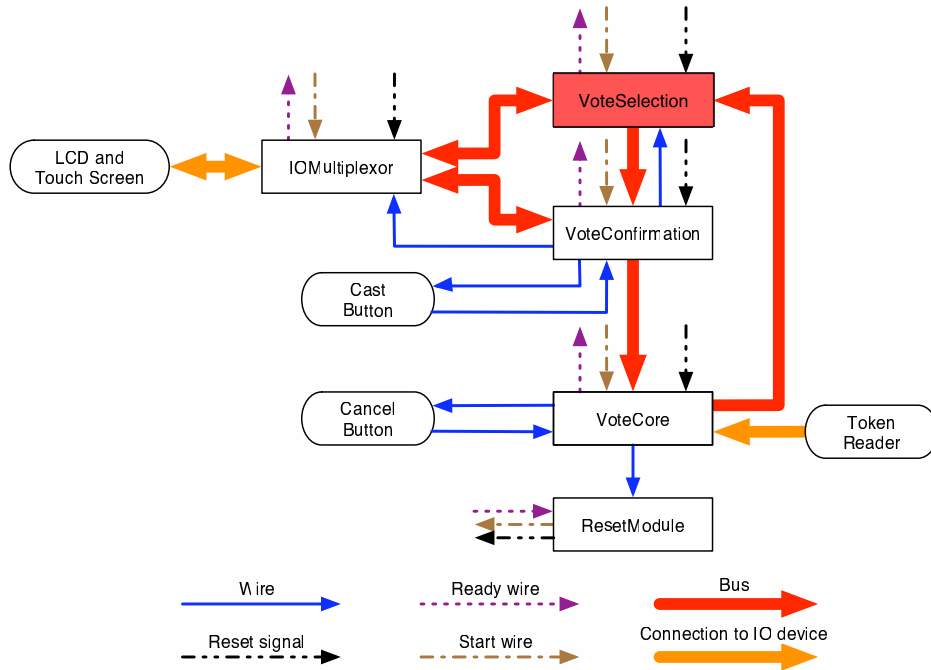 VoteSelection
LCD and
Touch Screen
IOMultiplexor
VoteConfirmation
Cast
Button
Cancel
Button
VoteCore
Token
Reader
ResetModule
Wire
Ready wire
Bus
Reset signal
Start wire
Connection to IO device